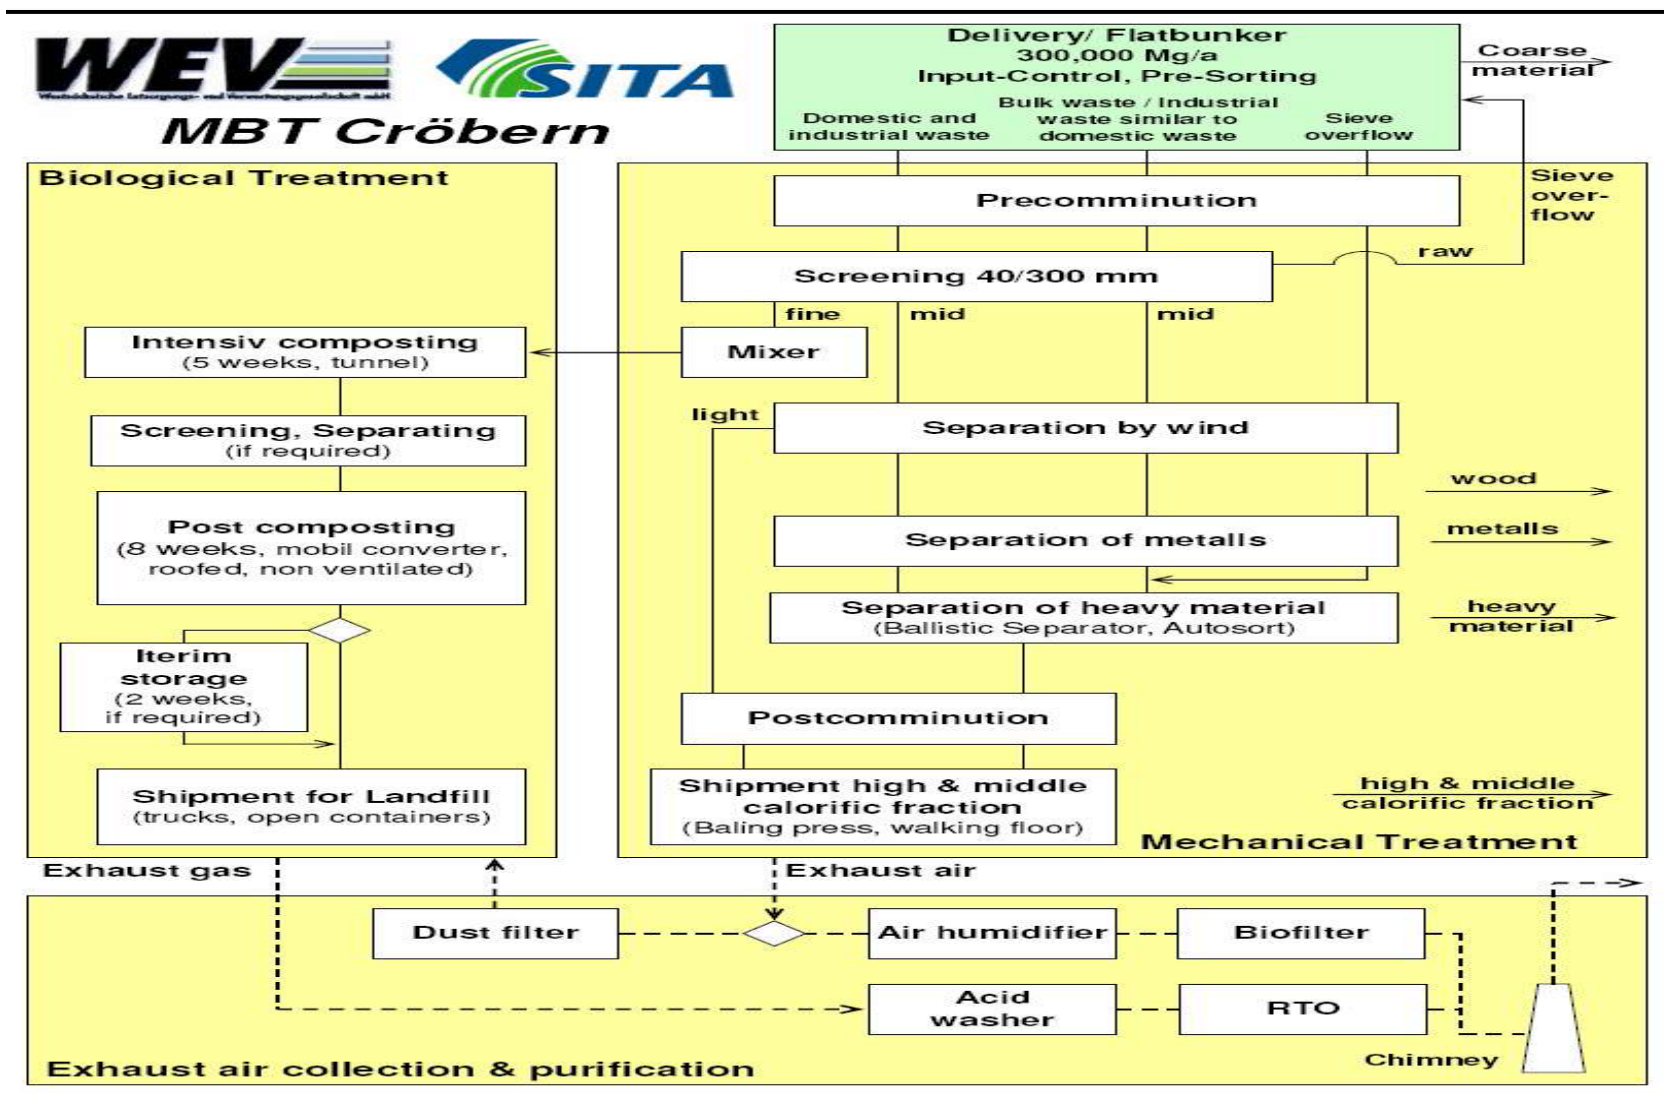 WEV
SITA
MBT Cröbern
Delivery/ Flatbunker
300,000 Mg/a
Input-Control, Pre-Sorting
Domestic and
industrial waste
Bulk waste / Industrial
waste similar to
domestic waste
Sieve
overflow
Coarse
material
Sieve
over-
flow
Biological Treatment
Precomminution
Screening 40/300 mm
raw
fine
mid
mid
Intensiv composting
(5 weeks, tunnel)
Mixer
Screening, Separating
(if required)
light
Separation by wind
wood
Post composting
(8 weeks, mobil converter,
roofed, non ventilated)
Separation of metalls
metalls
Separation of heavy material
(Ballistic Separator, Autosort)
heavy
material
Iterim
storage
(2 weeks,
if required)
Postcomminution
Shipment for Landfill
(trucks, open containers)
Shipment high & middle
calorific fraction
(Baling press, walking floor)
high & middle
calorific fraction
Mechanical Treatment
Exhaust gas
Exhaust air
Dust filter
Air humidifier
Biofilter
Acid
washer
RTO
Chimney
Exhaust air collection & purification